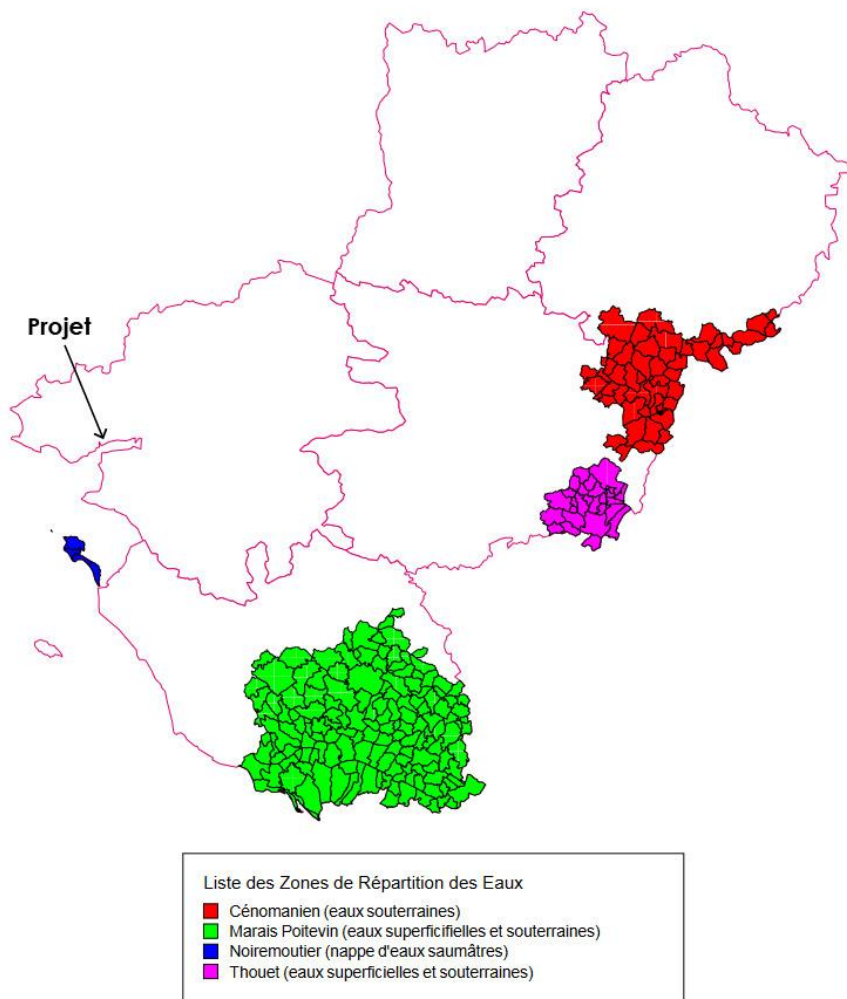 Projet
Liste des Zones de Répartition des Eaux
Cénomanien (eaux souterraines)
Marais Poitevin (eaux superficifielles et souterraines)
Noiremoutier (nappe d'eaux saumâtres)
Thouet (eaux superficielles et souterraines)